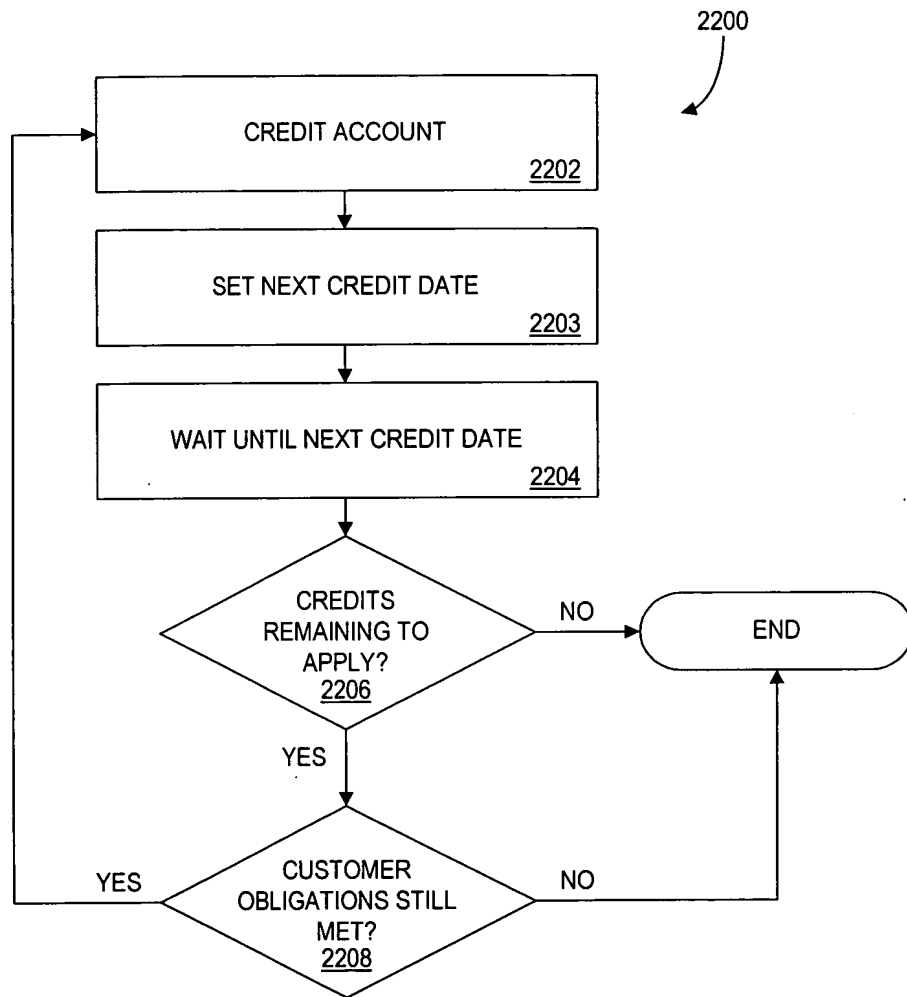 2200
CREDIT ACCOUNT
2202
SET NEXT CREDIT DATE
2203
WAIT UNTIL NEXT CREDIT DATE
2204
CREDITS
REMAINING TO
APPLY?
2206
NO
END
YES
CUSTOMER
OBLIGATIONS STILL
MET?
2208
YES
NO